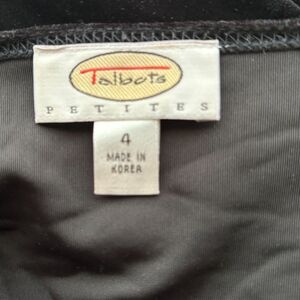 Talbots
PETITES
4
MADE IN
KOREA